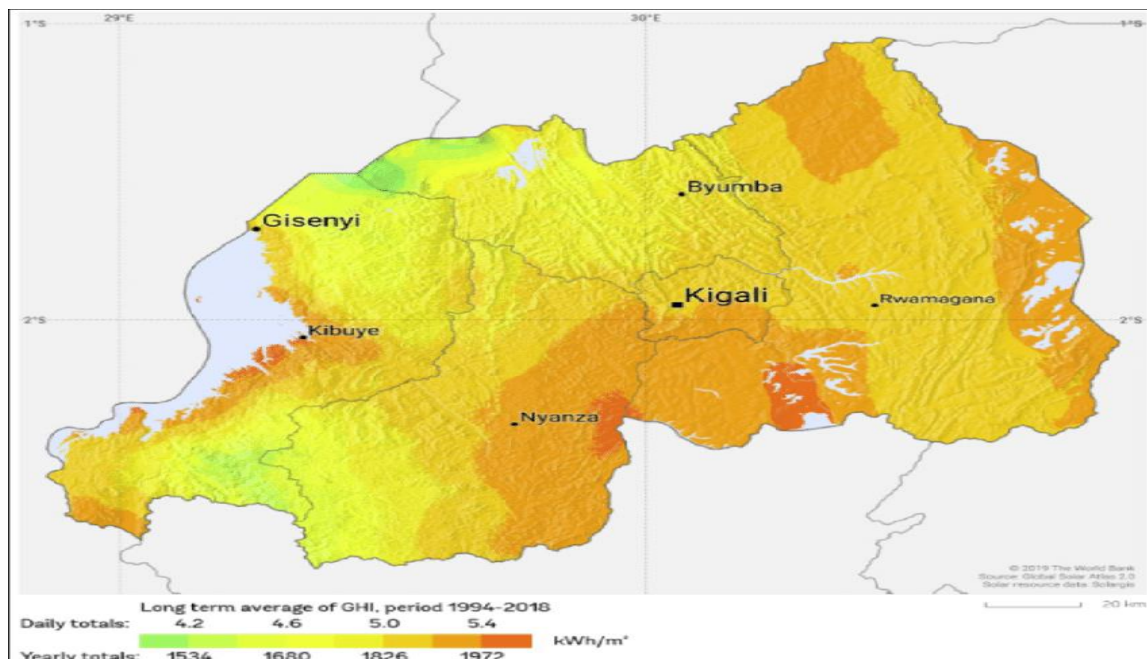 29°E 30°E
1°S 1°S
Byumba
Gisenyi
Kigali
Rwamagana
2°S 2°S
Kibuye
Nyanza
© 2019 The World Bank
Source: Global Solar Atlas 2.0
Solar resource data: Solargis
20 km
Long term average of GHI, period 1994-2018
Daily totals: 4.2 4.6 5.0 5.4
kWh/m²
Yearly totals: 1534 1680 1826 1972